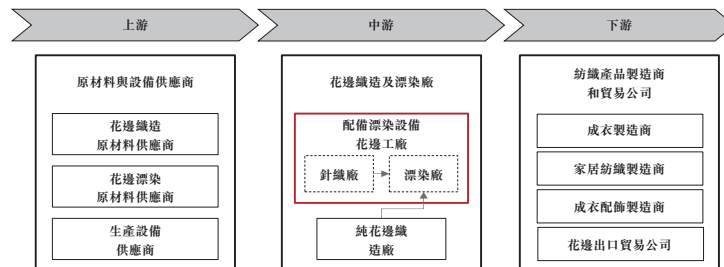 上游
中游
下游
原材料與設備供應商
花邊織造
原材料供應商
花邊漂染
原材料供應商
生產設備
供應商
花邊織造及漂染廠
配備漂染設備
花邊工廠
針織廠
漂染廠
純花邊織
造廠
紡織產品製造商
和貿易公司
成衣製造商
家居紡織製造商
成衣配飾製造商
花邊出口貿易公司